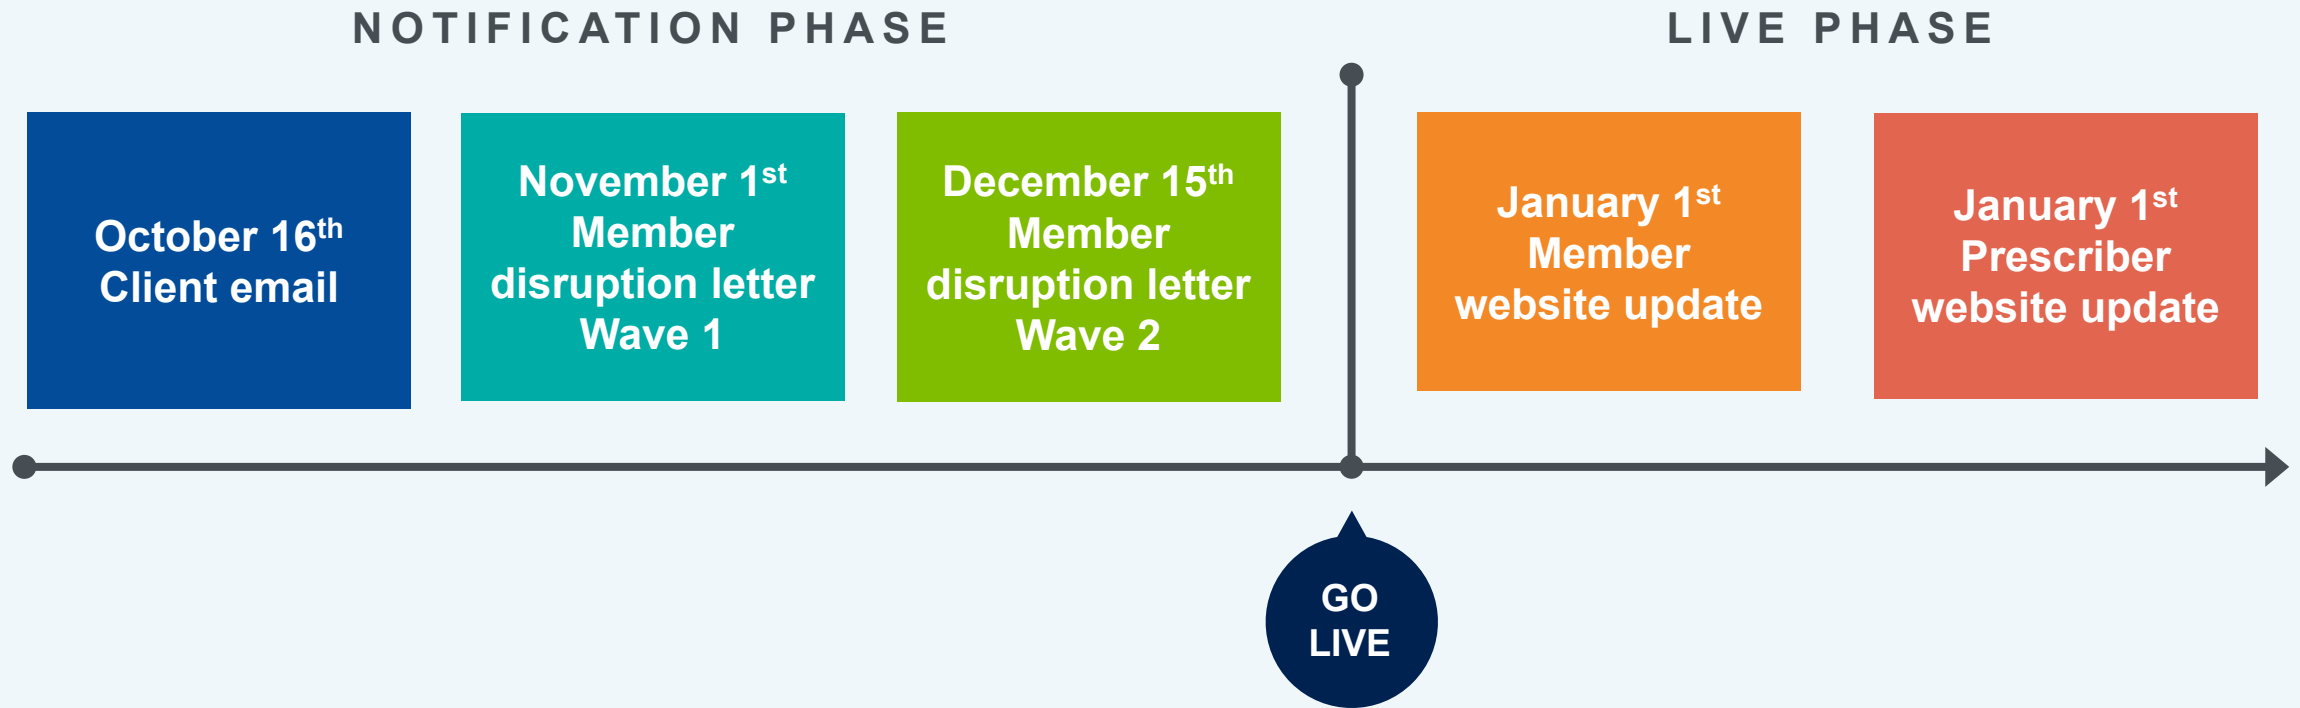 NOTIFICATION PHASE
LIVE PHASE
October 16th
Client email
November 1st
Member
disruption letter
Wave 1
December 15th
Member
disruption letter
Wave 2
January 1st
Member
website update
January 1st
Prescriber
website update
GO
LIVE